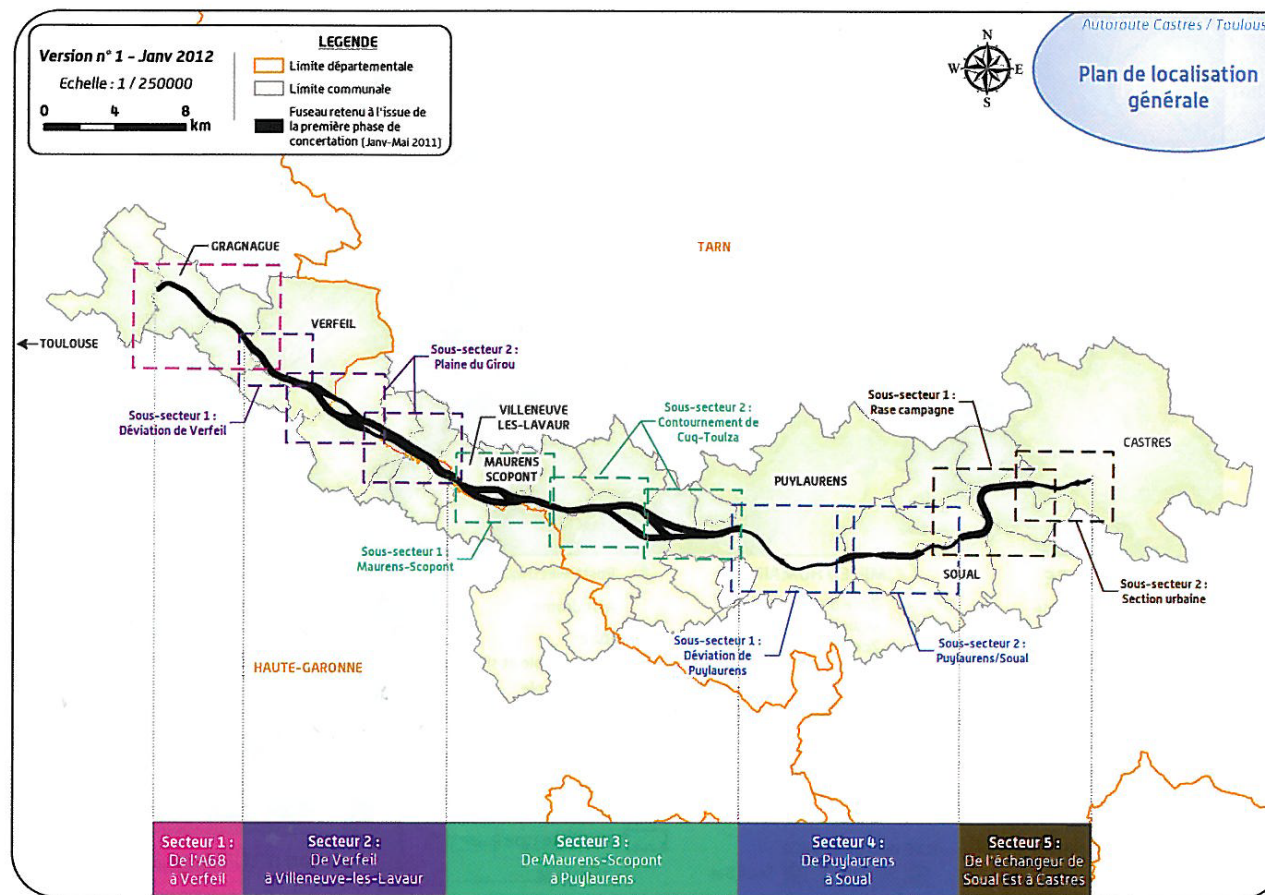 Version n° 1 - Janv 2012
Echelle : 1 / 250000
0 4 8
km
LEGENDE
Limite départementale
Limite communale
Fuseau retenu à l'issue de
la première phase de
concertation (Janv-Mai 2011)
N
W E
S
Autoroute Castres / Toulous
Plan de localisation
générale
TARN
GRAGNAGUE
TOULOUSE
VERFEIL
Sous-secteur 2 :
Plaine du Girou
Sous-secteur 1 :
Déviation de Verfeil
VILLENEUVE
LES-LAVAUR
MAURENS
SCOPONT
Sous-secteur 2 :
Contournement de
Cuq-Toulza
Sous-secteur 1 :
Maurens-Scopont
PUYLAURENS
Sous-secteur 1 :
Rase campagne
CASTRES
SOUAL
Sous-secteur 2 :
Section urbaine
Sous-secteur 1 :
Déviation de
Puylaurens
Sous-secteur 2 :
Puylaurens/Soual
HAUTE-GARONNE
Secteur 1 :
De l'A68
à Verfeil
Secteur 2 :
De Verfeil
à Villeneuve-les-Lavaur
Secteur 3 :
De Maurens-Scopont
à Puylaurens
Secteur 4 :
De Puylaurens
à Soual
Secteur 5 :
De l'échangeur de
Soual Est à Castres